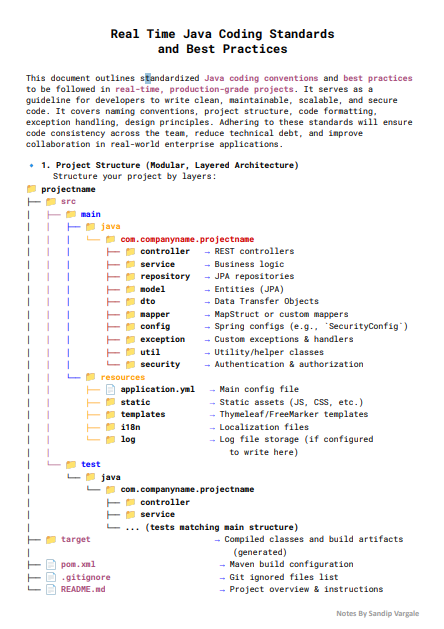 Real Time Java Coding Standards
and Best Practices
This document outlines standardized Java coding conventions and best practices
to be followed in real-time, production-grade projects. It serves as a
guideline for developers to write clean, maintainable, scalable, and secure
code. It covers naming conventions, project structure, code formatting,
exception handling, design principles. Adhering to these standards will ensure
code consistency across the team, reduce technical debt, and improve
collaboration in real-world enterprise applications.
1. Project Structure (Modular, Layered Architecture)
Structure your project by layers:
projectname
├── src
│ ├── main
│ │ ├── java
│ │ │ └── com.companyname.projectname
│ │ │ ├── controller → REST controllers
│ │ │ ├── service → Business logic
│ │ │ ├── repository → JPA repositories
│ │ │ ├── model → Entities (JPA)
│ │ │ ├── dto → Data Transfer Objects
│ │ │ ├── mapper → MapStruct or custom mappers
│ │ │ ├── config → Spring configs (e.g., `SecurityConfig`)
│ │ │ ├── exception → Custom exceptions & handlers
│ │ │ ├── util → Utility/helper classes
│ │ │ └── security → Authentication & authorization
│ │ └── resources
│ │ ├── application.yml → Main config file
│ │ ├── static → Static assets (JS, CSS, etc.)
│ │ ├── templates → Thymeleaf/FreeMarker templates
│ │ ├── i18n → Localization files
│ │ └── log → Log file storage (if configured
│ │ to write here)
│ └── test
│ └── java
│ └── com.companyname.projectname
│ ├── controller
│ ├── service
│ └── ... (tests matching main structure)
├── target → Compiled classes and build artifacts
│ (generated)
├── pom.xml → Maven build configuration
├── .gitignore → Git ignored files list
└── README.md → Project overview & instructions
Notes By Sandip Vargale